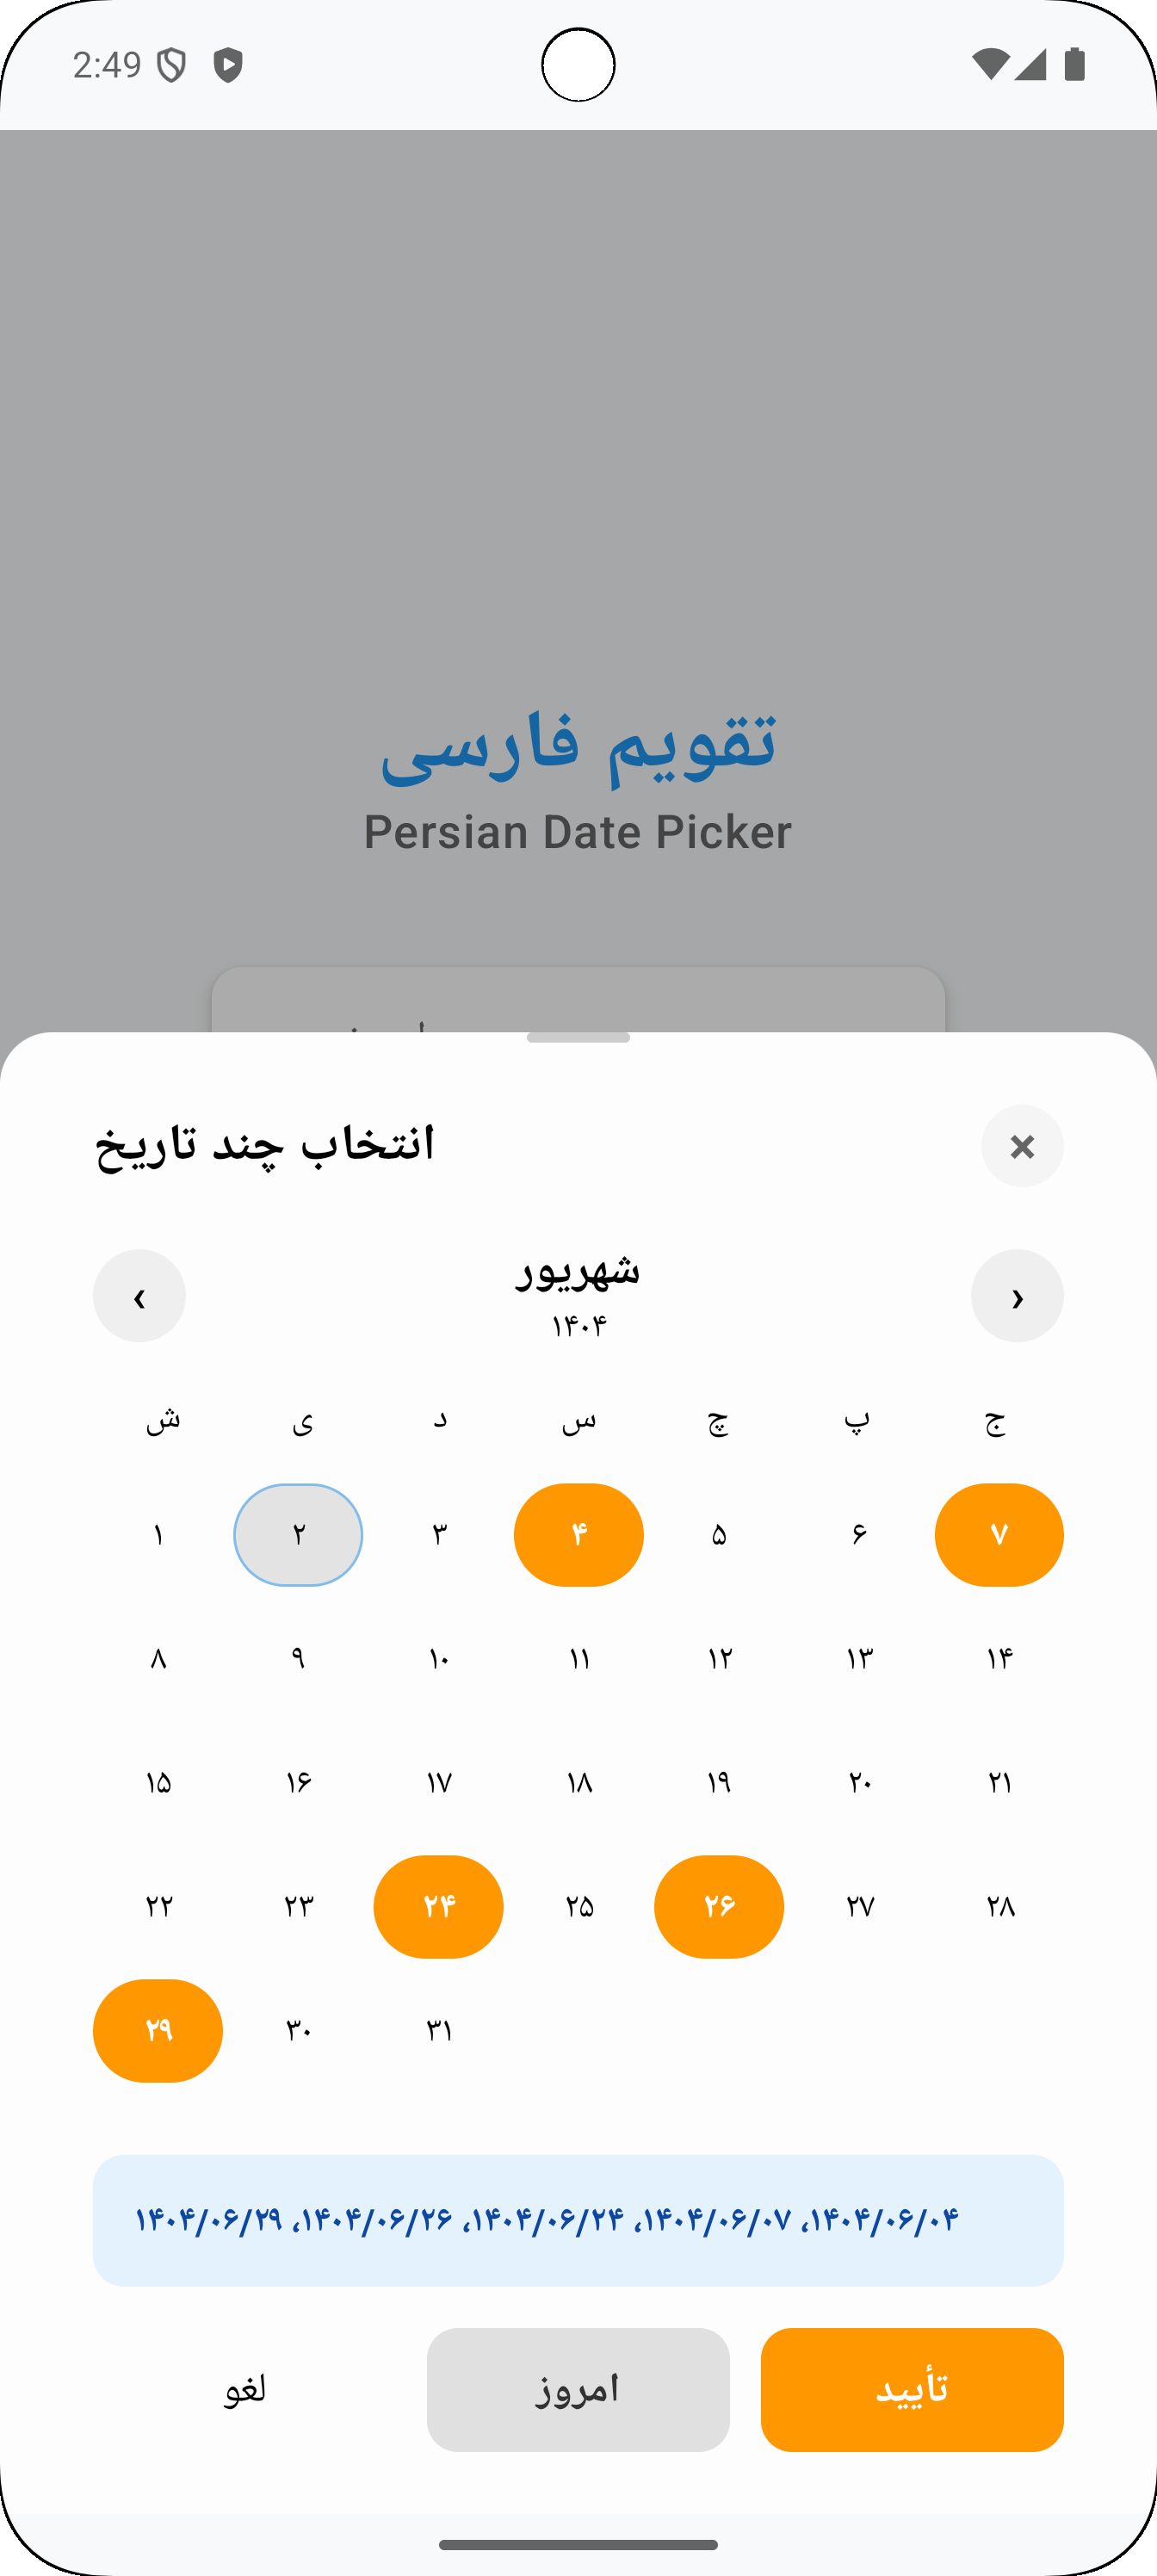 2:49
تقویم فارسی
Persian Date Picker
انتخاب چند تاریخ
×
‹ شهریور ›
۱۴۰۴
ش ی د س چ پ ج
۱ ۲ ۳ ۴ ۵ ۶ ۷
۸ ۹ ۱۰ ۱۱ ۱۲ ۱۳ ۱۴
۱۵ ۱۶ ۱۷ ۱۸ ۱۹ ۲۰ ۲۱
۲۲ ۲۳ ۲۴ ۲۵ ۲۶ ۲۷ ۲۸
۲۹ ۳۰ ۳۱
۱۴۰۴/۰۶/۰۴، ۱۴۰۴/۰۶/۰۷، ۱۴۰۴/۰۶/۲۴، ۱۴۰۴/۰۶/۲۶، ۱۴۰۴/۰۶/۲۹
لغو امروز تأیید